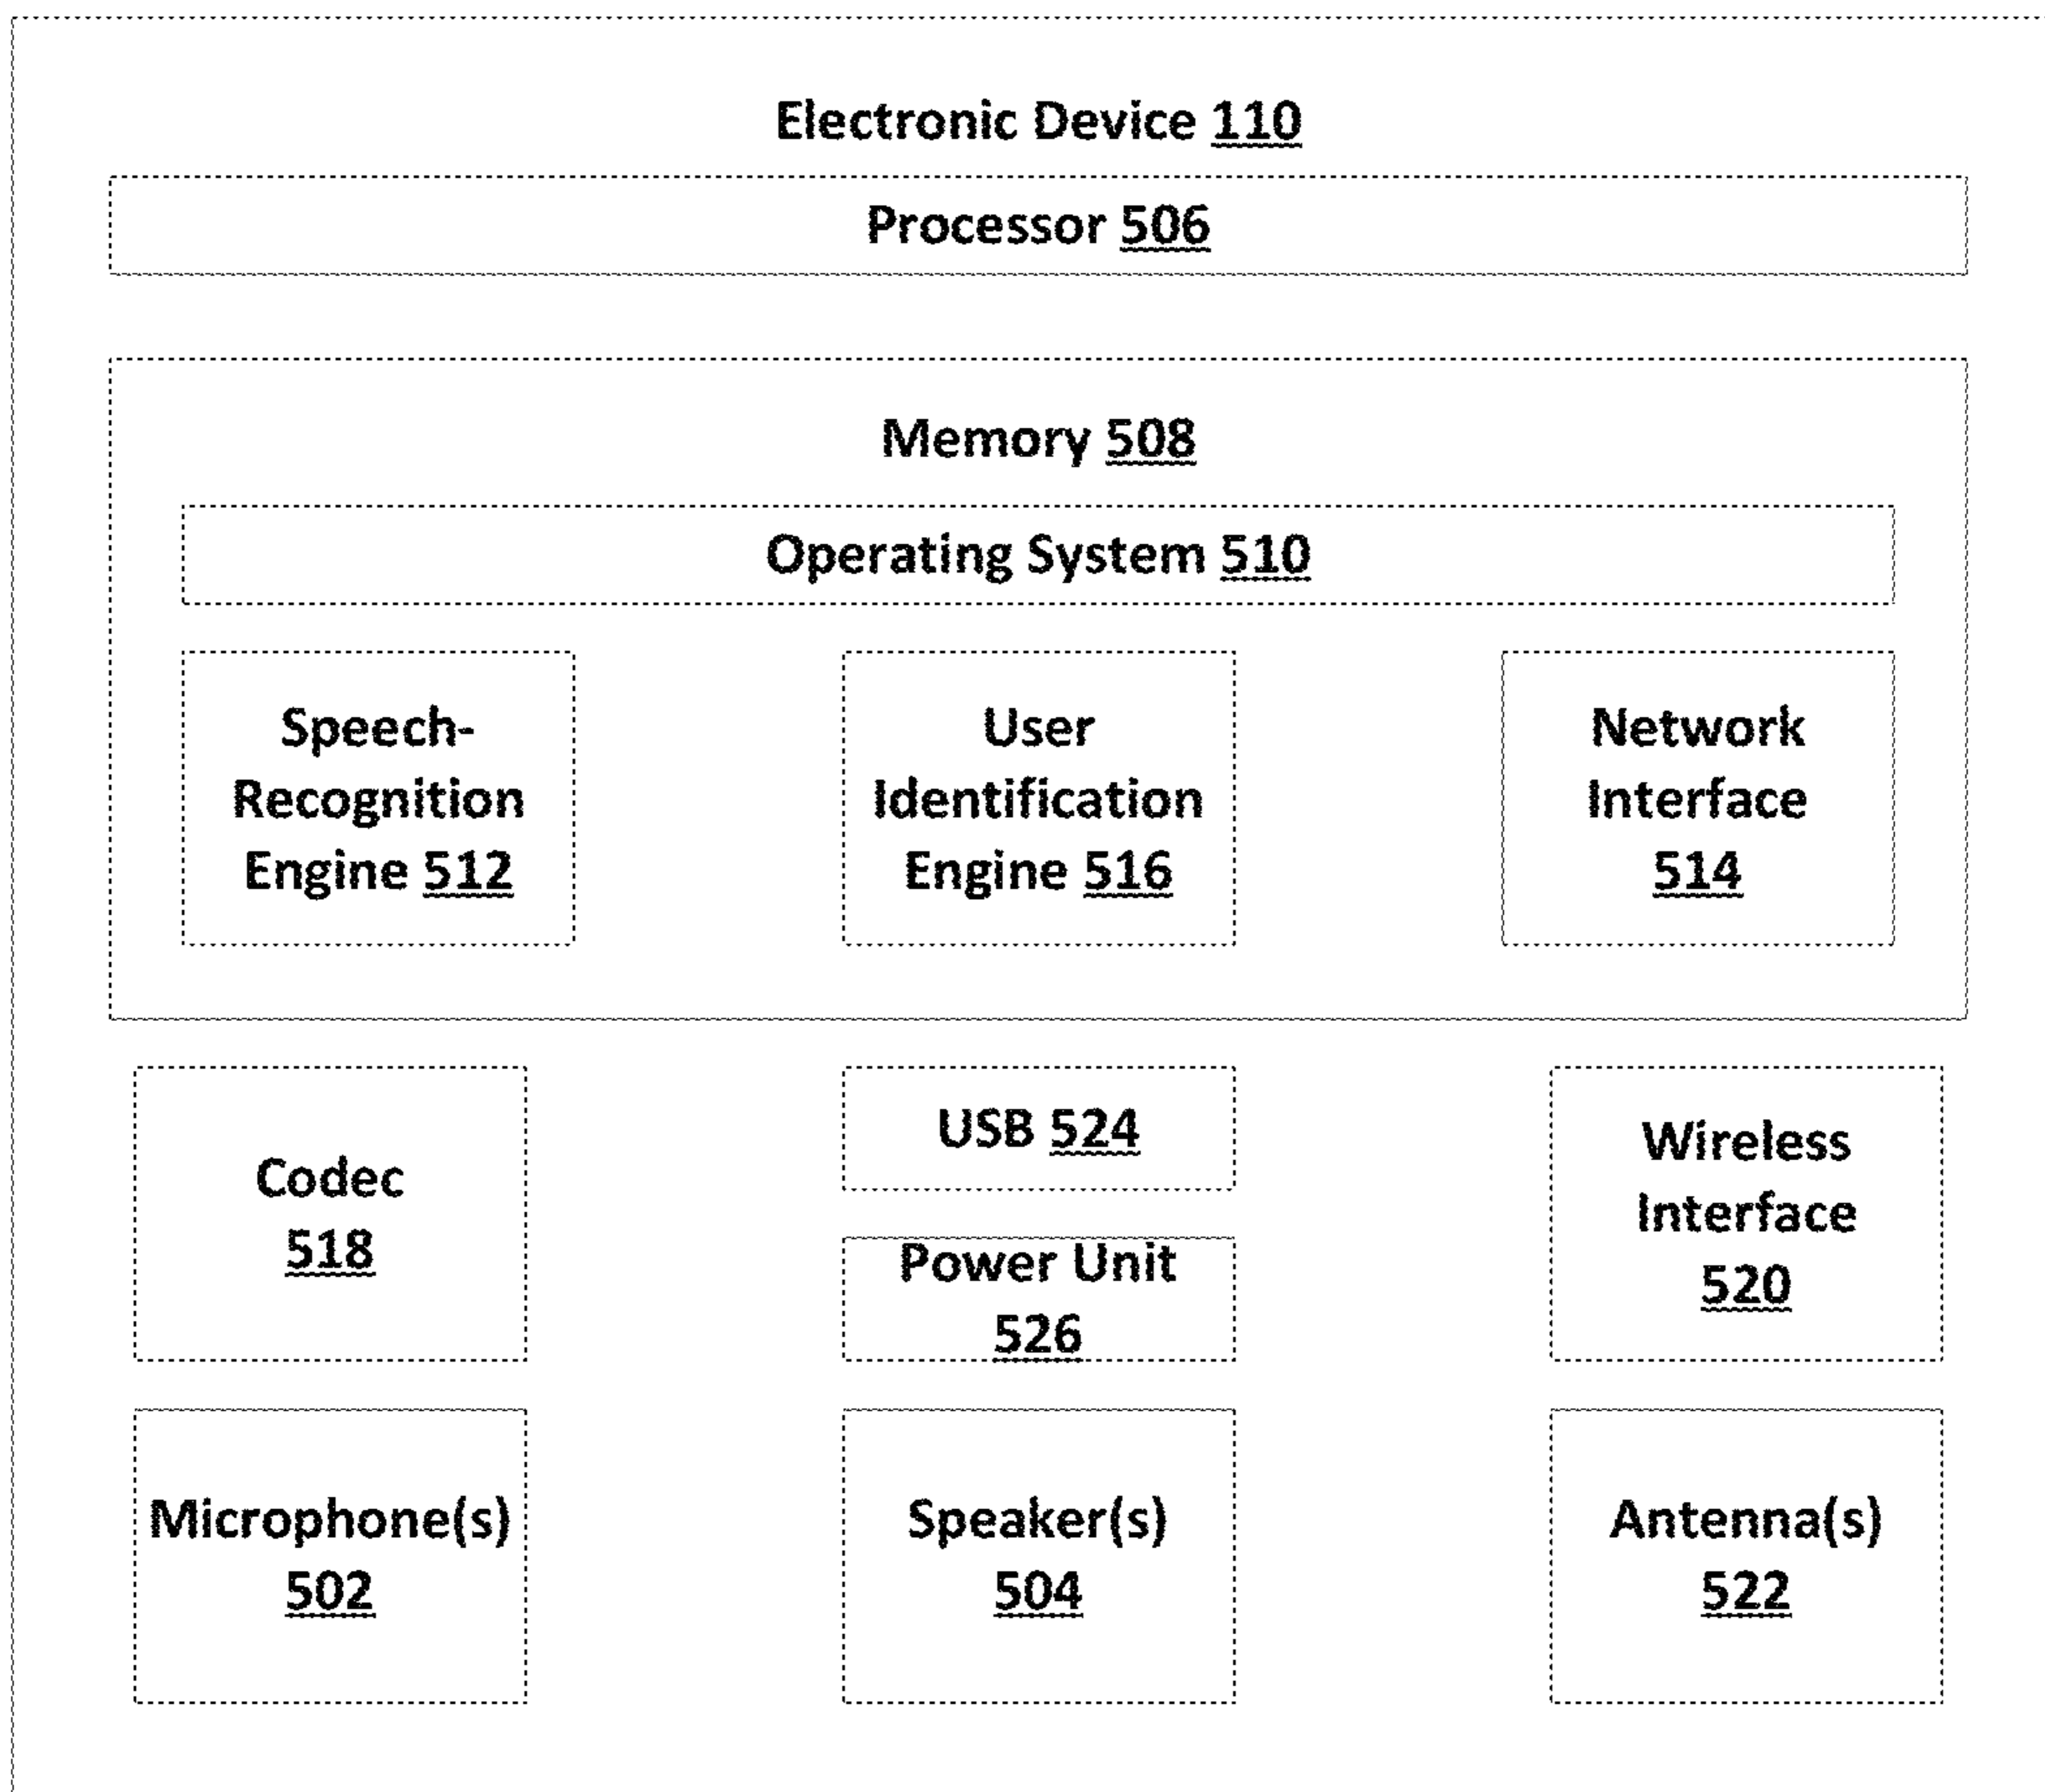 Electronic Device 110
Processor 506
Memory 508
Operating System 510
Speech-
Recognition
Engine 512
User
Identification
Engine 516
Network
Interface
514
Codec
518
USB 524
Power Unit
526
Wireless
Interface
520
Microphone(s)
502
Speaker(s)
504
Antenna(s)
522